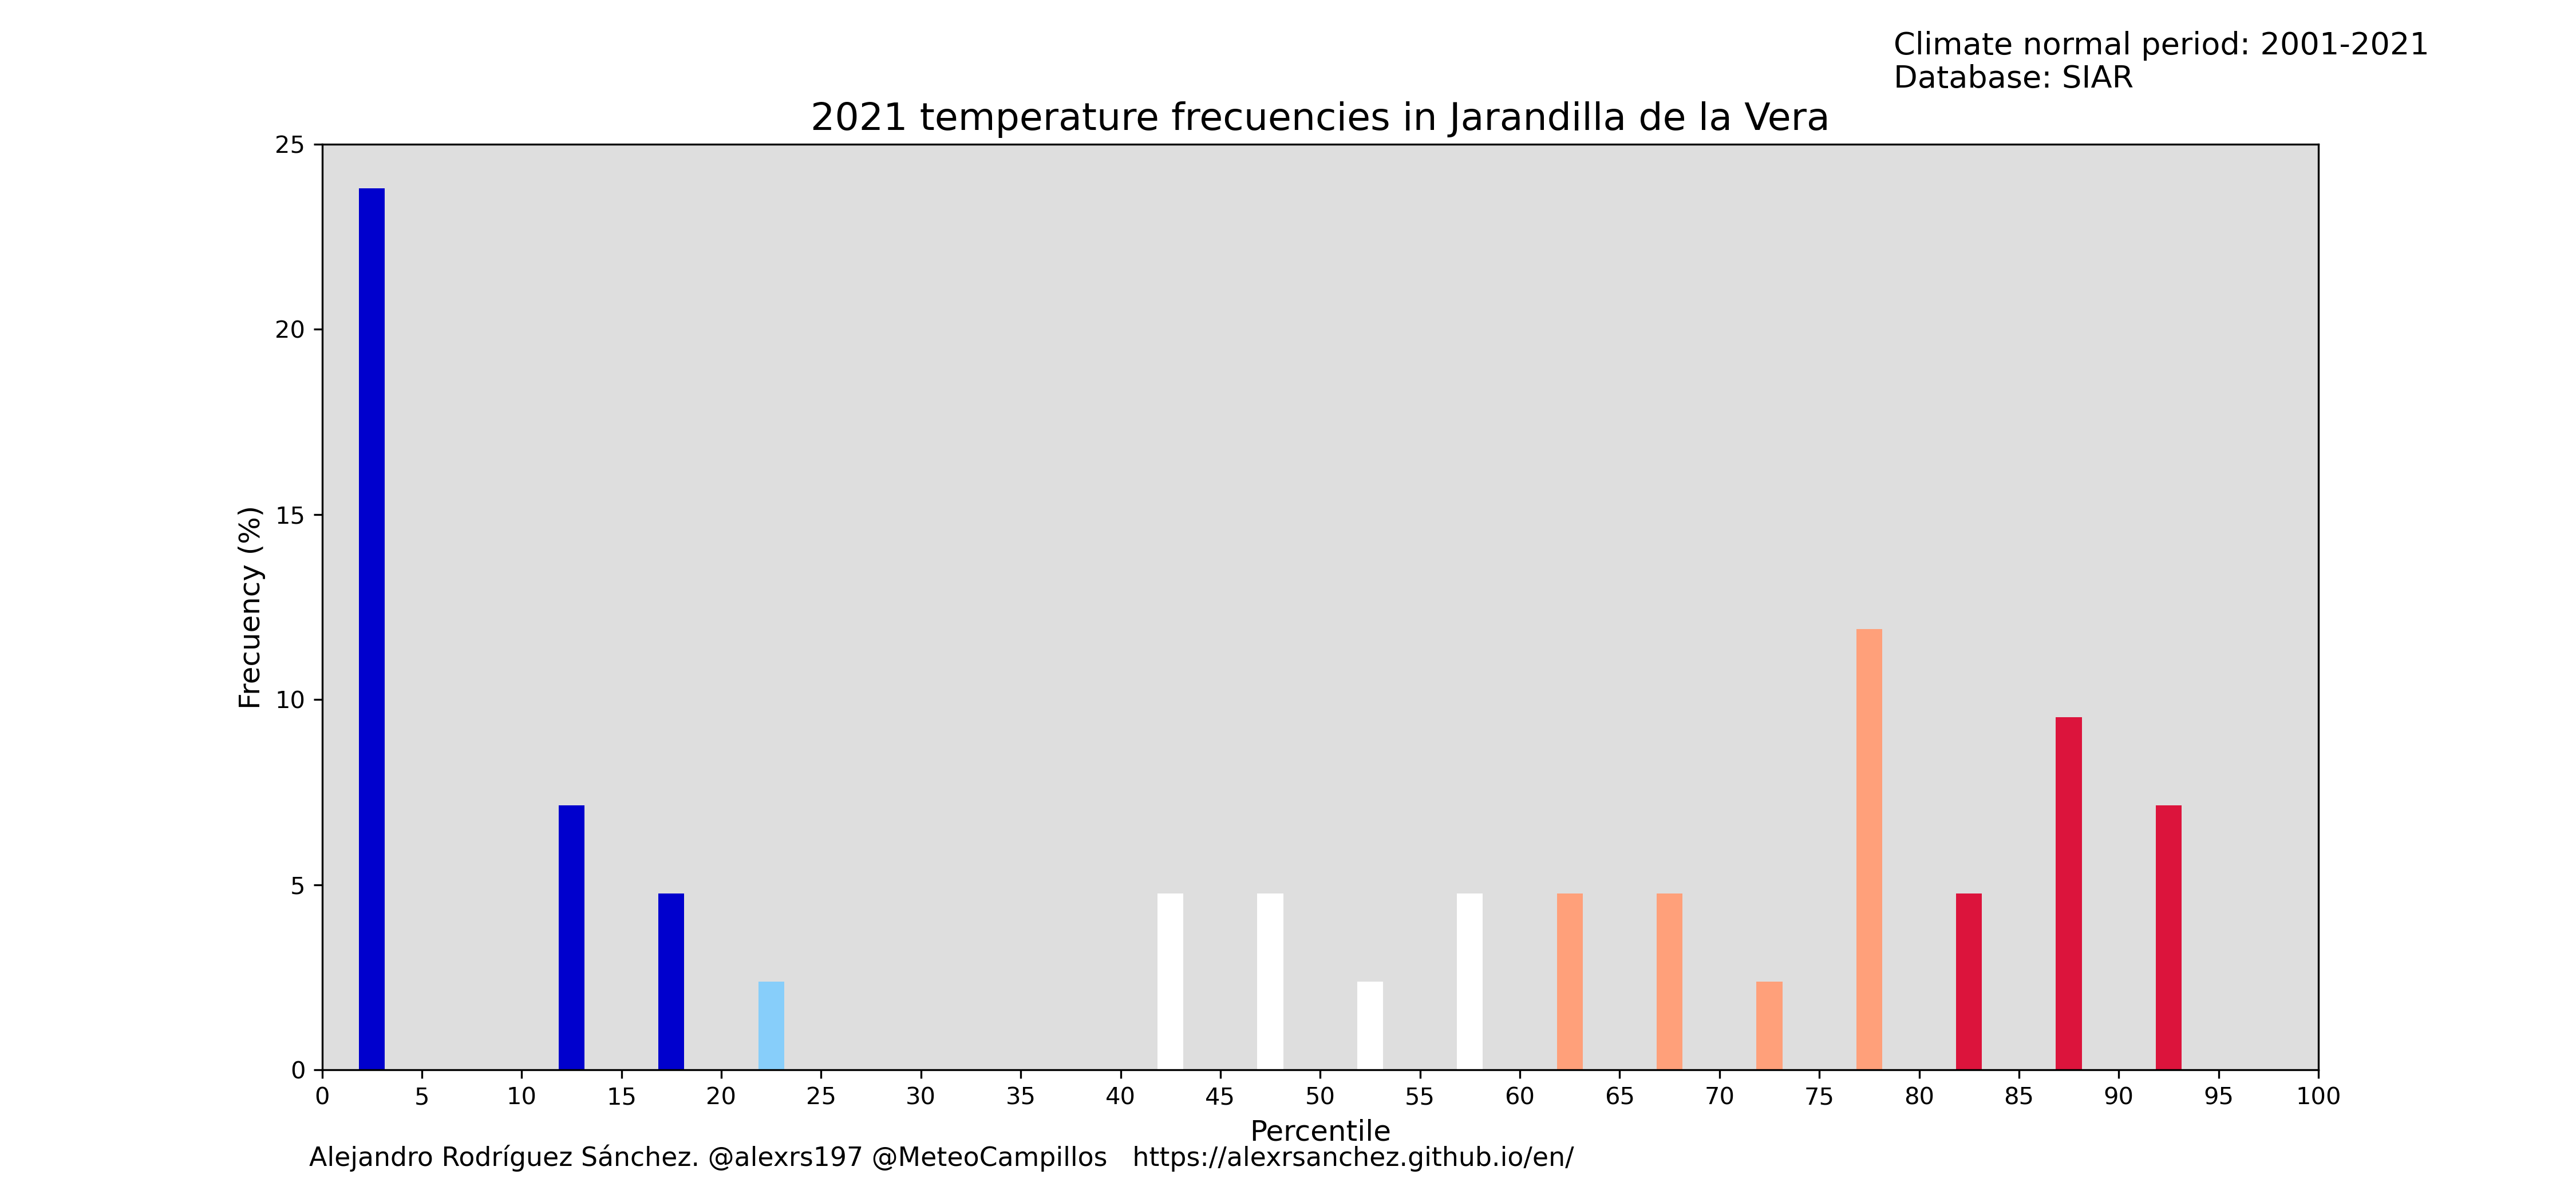 Climate normal period: 2001-2021
Database: SIAR
2021 temperature frecuencies in Jarandilla de la Vera
25
20
15
10
5
0
Frecuency (%)
0 5 10 15 20 25 30 35 40 45 50 55 60 65 70 75 80 85 90 95 100
Percentile
Alejandro Rodríguez Sánchez. @alexrs197 @MeteoCampillos https://alexrsanchez.github.io/en/